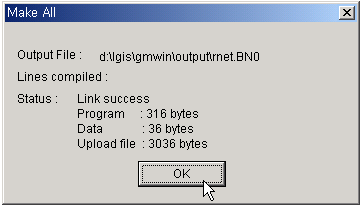 Make All
Output File : d:\lgis\gmwin\output\rnet.BN0
Lines compiled :
Status : Link success
Program : 316 bytes
Data : 36 bytes
Upload file : 3036 bytes
OK